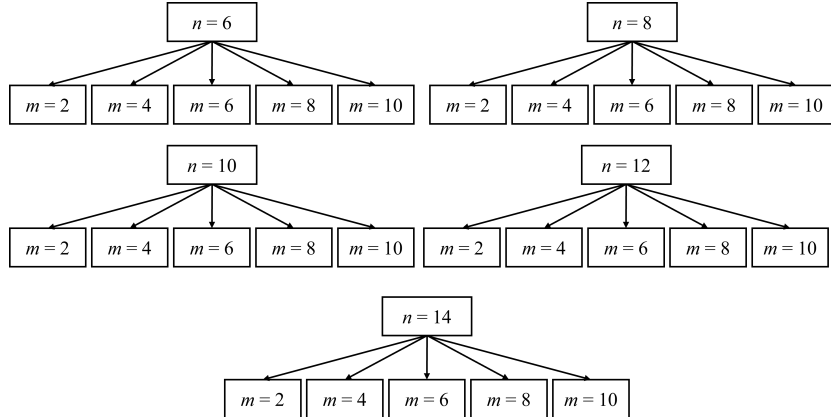 n = 6
n = 8
m = 2 m = 4 m = 6 m = 8 m = 10
m = 2 m = 4 m = 6 m = 8 m = 10
n = 10
n = 12
m = 2 m = 4 m = 6 m = 8 m = 10
m = 2 m = 4 m = 6 m = 8 m = 10
n = 14
m = 2 m = 4 m = 6 m = 8 m = 10